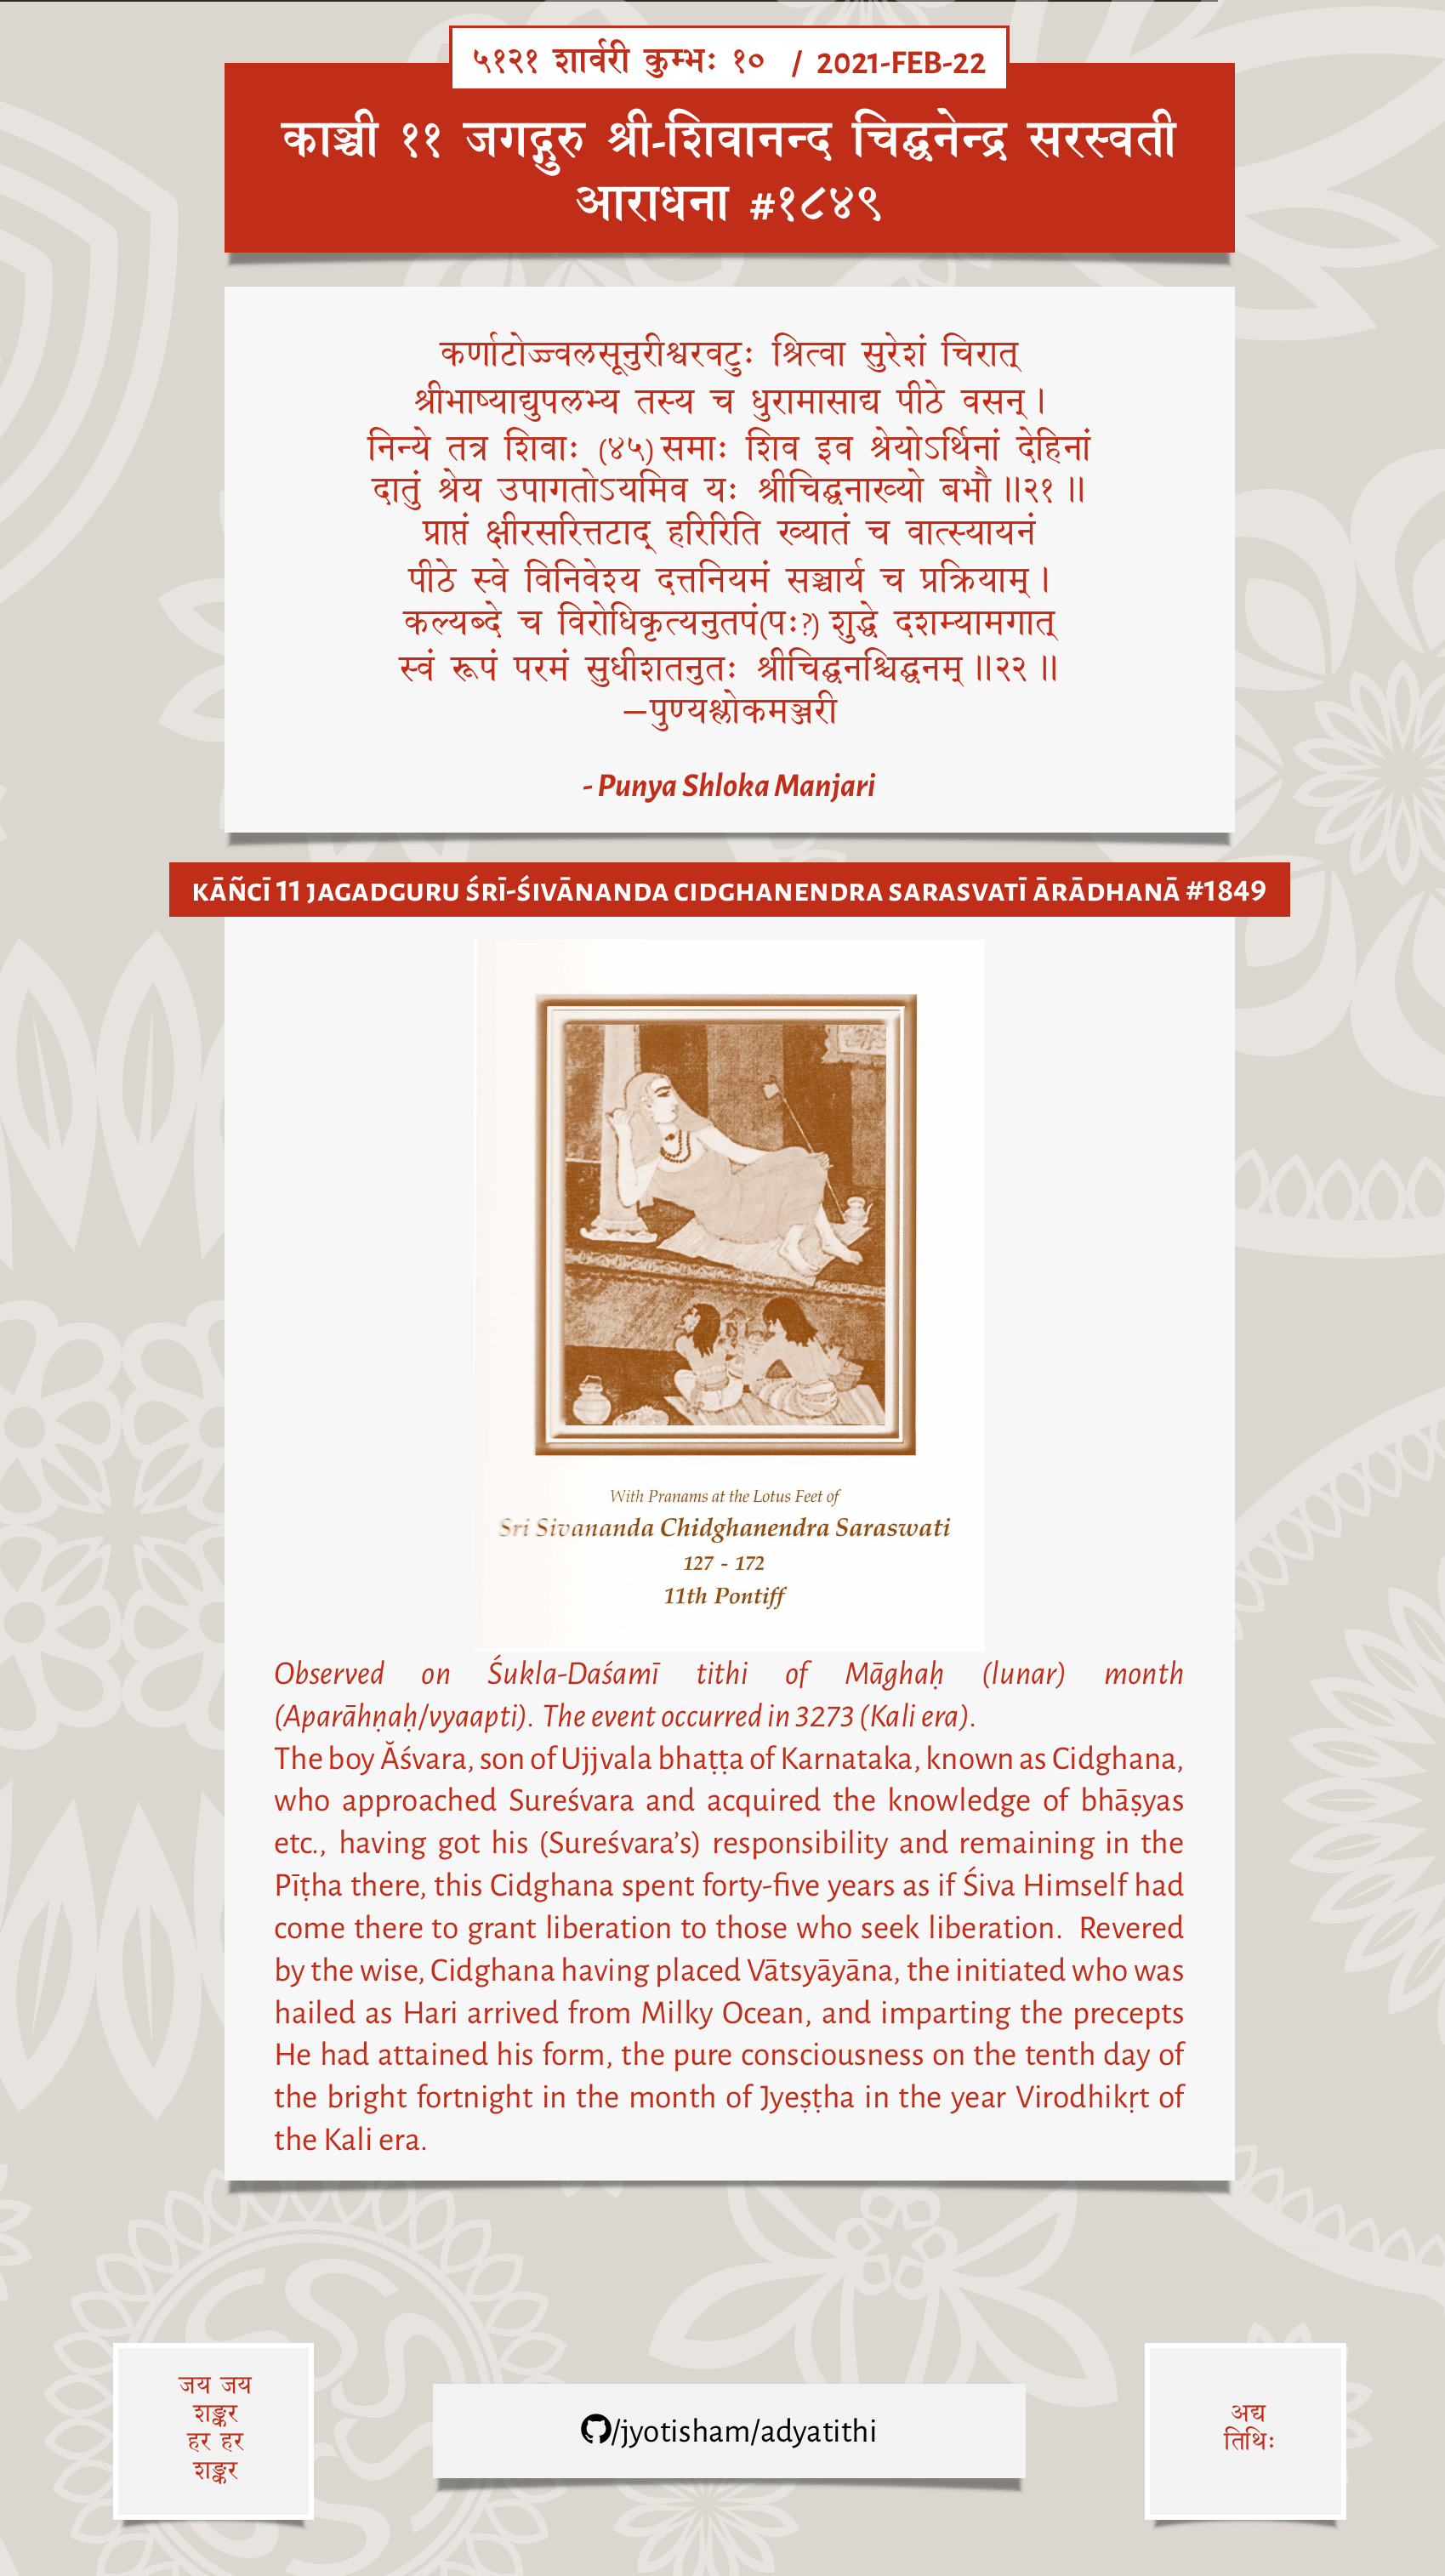 ५१२१ शार्वरी कुम्भः १० / 2021-FEB-22
काञ्ची ११ जगद्गुरु श्री-शिवानन्द चिद्घनेन्द्र सरस्वती
आराधना #१८४९
कर्णाटोज्ज्वलसूनुरीश्वरवटुः श्रित्वा सुरेशं चिरात्
श्रीभाष्याद्युपलभ्य तस्य च धुरामासाद्य पीठे वसन् ।
निन्ये तत्र शिवाः (४५) समाः शिव इव श्रेयोऽर्थिनां देहिनां
दातुं श्रेय उपागतोऽयमिव यः श्रीचिद्घनाख्यो बभौ ॥२१ ॥
प्राप्तं क्षीरसरित्तटाद् हरिरिति ख्यातं च वात्स्यायनं
पीठे स्वे विनिवेश्य दत्तनियमं सञ्चार्य च प्रक्रियाम् ।
कल्यब्दे च विरोधिकृत्यनुतपं(पः?) शुद्धे दशम्यामगात्
स्वं रूपं परमं सुधीशतनुतः श्रीचिद्घनश्चिद्घनम् ॥२२ ॥
—पुण्यश्लोकमञ्जरी
- Punya Shloka Manjari
KĀÑCĪ 11 JAGADGURU ŚRĪ-ŚIVĀNANDA CIDGHANENDRA SARASVATĪ ĀRĀDHANĀ #1849
With Pranams at the Lotus Feet of
Sri Sivananda Chidghanendra Saraswati
127 - 172
11th Pontiff
Observed on Śukla-Daśamī tithi of Māghaḥ (lunar) month
(Aparāhṇaḥ/vyaapti). The event occurred in 3273 (Kali era).
The boy Ǎśvara, son of Ujjvala bhaṭṭa of Karnataka, known as Cidghana,
who approached Sureśvara and acquired the knowledge of bhāṣyas
etc., having got his (Sureśvara’s) responsibility and remaining in the
Pīṭha there, this Cidghana spent forty-five years as if Śiva Himself had
come there to grant liberation to those who seek liberation. Revered
by the wise, Cidghana having placed Vātsyāyāna, the initiated who was
hailed as Hari arrived from Milky Ocean, and imparting the precepts
He had attained his form, the pure consciousness on the tenth day of
the bright fortnight in the month of Jyeṣṭha in the year Virodhikṛt of
the Kali era.
जय जय
शङ्कर
हर हर
शङ्कर
/jyotisham/adyatithi
अद्य
तिथिः